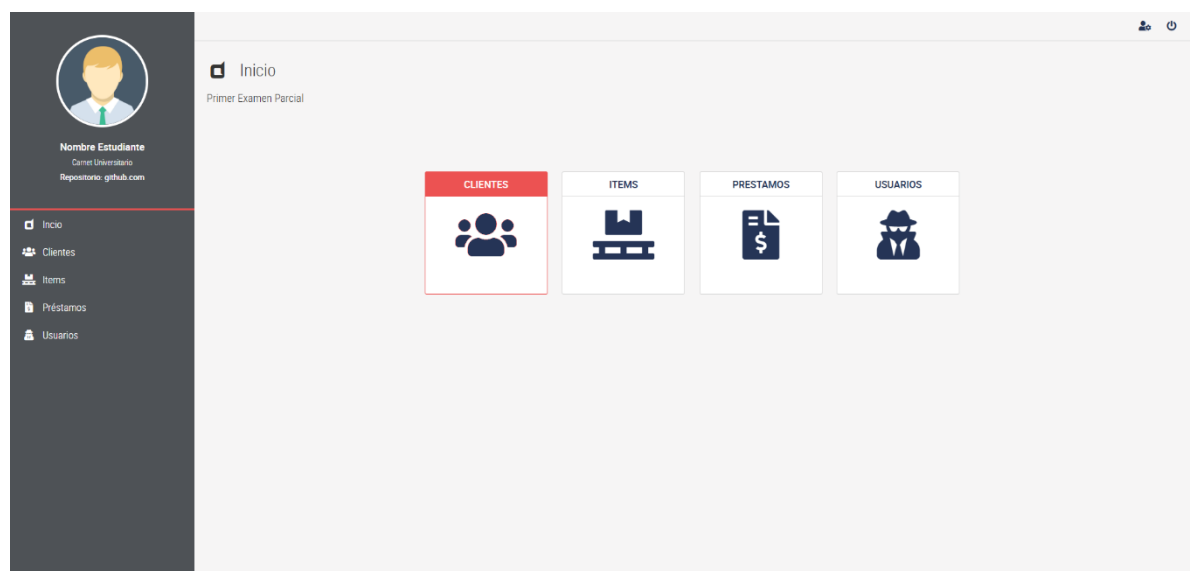 Nombre Estudiante
Carnet Universitario
Repositorio: github.com
Incio
Clientes
Items
Préstamos
Usuarios
Inicio
Primer Examen Parcial
CLIENTES
ITEMS
PRESTAMOS
USUARIOS